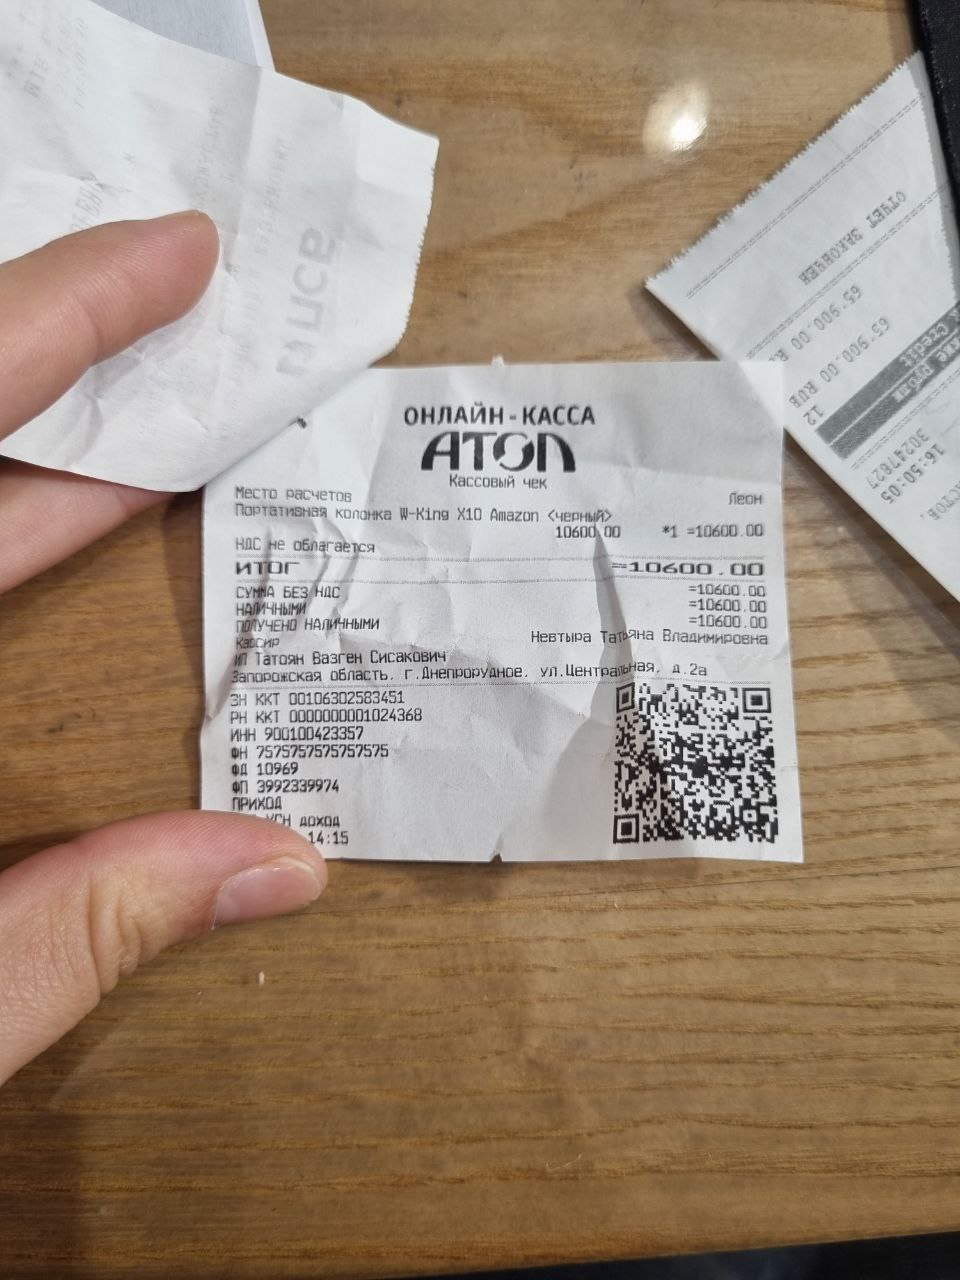 ОНЛАЙН-КАССА
АТОЛ
Кассовый чек
Место расчетов Леон
Портативная колонка W-King X10 Amazon <черный>
10600.00 *1 =10600.00
НДС не облагается
ИТОГ =10600.00
СУММА БЕЗ НДС =10600.00
НАЛИЧНЫМИ =10600.00
ПОЛУЧЕНО НАЛИЧНЫМИ =10600.00
Кассир Невтыра Татьяна Владимировна
ИП Татоян Вазген Сисакович
Запорожская область, г.Днепрорудное, ул.Центральная, д.2а
ЗН ККТ 00106302583451
РН ККТ 0000000001024368
ИНН 900100423357
ФН 7575757575757575
ФД 10969
ФП 3992339974
ПРИХОД
УСН ДОХОД
14:15
ОТЧЕТ ЗАКОНЧЕН
65'900.00
65'900.00 RUB
12
Credit
30247627
16:50:05